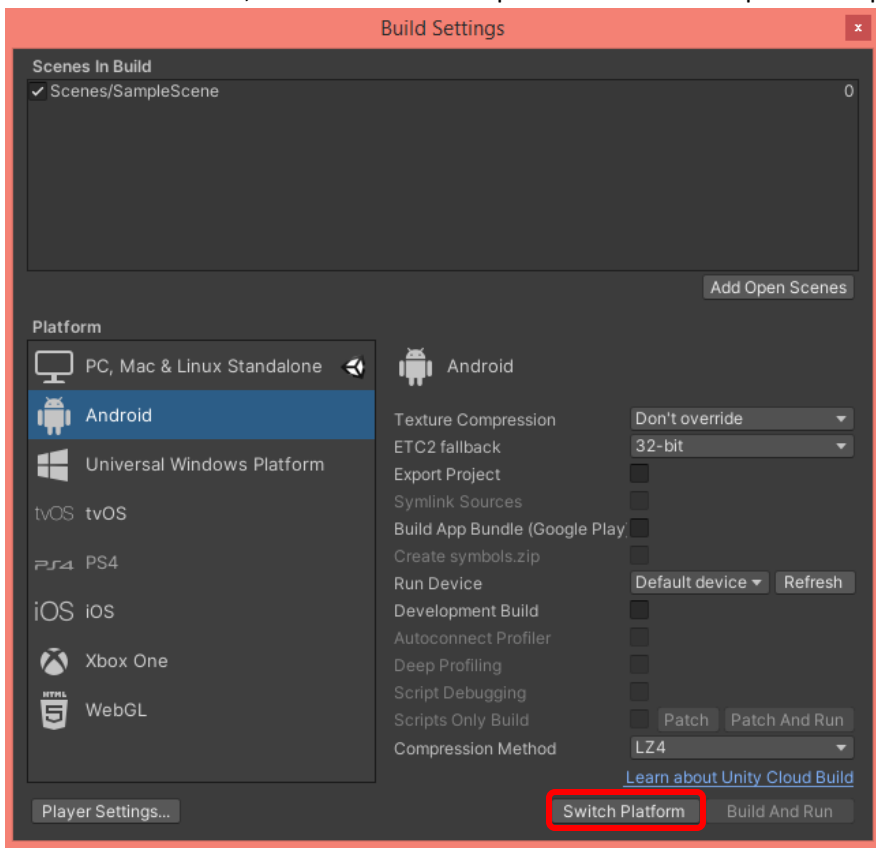 Build Settings
x
Scenes In Build
Scenes/SampleScene 0
Add Open Scenes
Platform
PC, Mac & Linux Standalone
Android
Universal Windows Platform
tvOS tvOS
PS4 PS4
iOS iOS
Xbox One
HTML 5 WebGL
Android
Texture Compression Don't override
ETC2 fallback 32-bit
Export Project
Symlink Sources
Build App Bundle (Google Play)
Create symbols.zip
Run Device Default device Refresh
Development Build
Autoconnect Profiler
Deep Profiling
Script Debugging
Scripts Only Build Patch Patch And Run
Compression Method LZ4
Learn about Unity Cloud Build
Player Settings... Switch Platform Build And Run